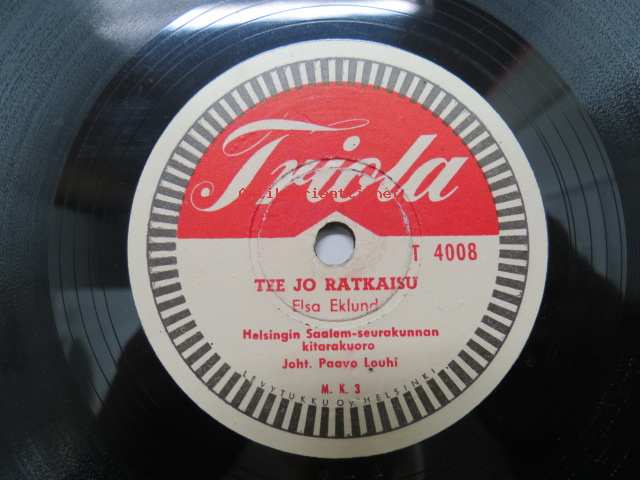 Triola
T 4008
TEE JO RATKAISU
Elsa Eklund
Helsingin Saalem-seurakunnan
kitarakuoro
Joht. Paavo Louhi
M. K. 3
LEVYTUKKU OY. HELSINKI